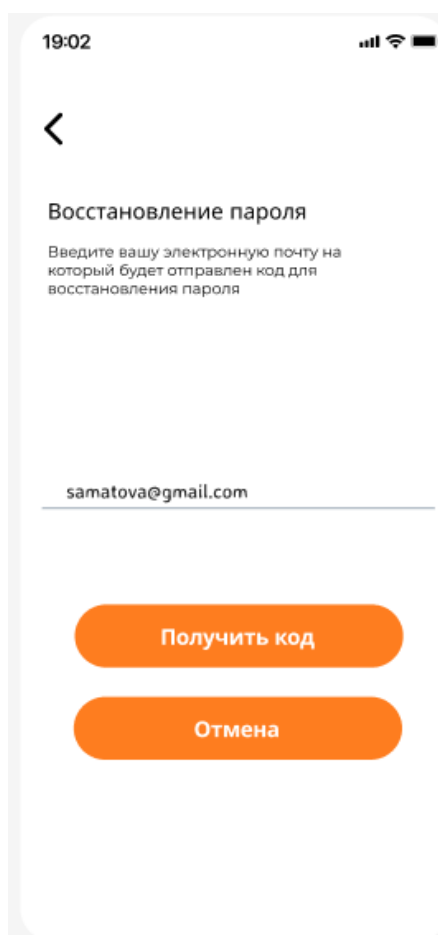 19:02
Восстановление пароля
Введите вашу электронную почту на
который будет отправлен код для
восстановления пароля
samatova@gmail.com
Получить код
Отмена